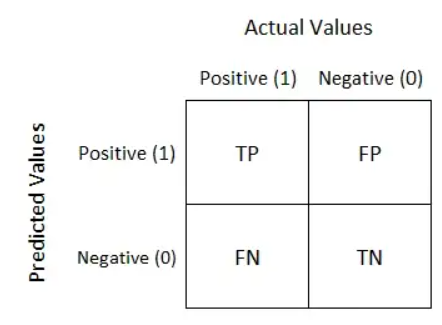 Actual Values
Positive (1) Negative (0)
Predicted Values
Positive (1) TP FP
Negative (0) FN TN